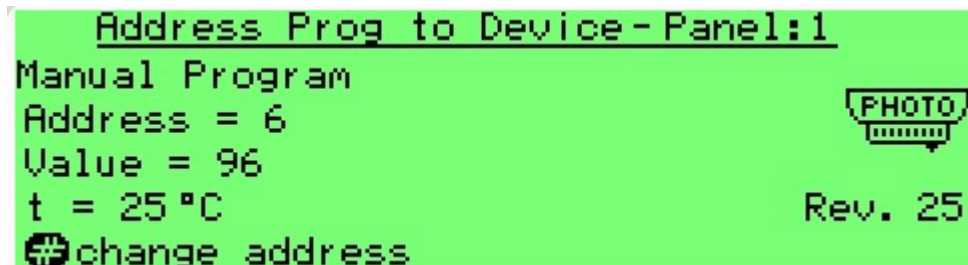 Address Prog to Device-Panel:1
Manual Program
Address = 6
PHOTO
Value = 96
t = 25°C
Rev. 25
change address